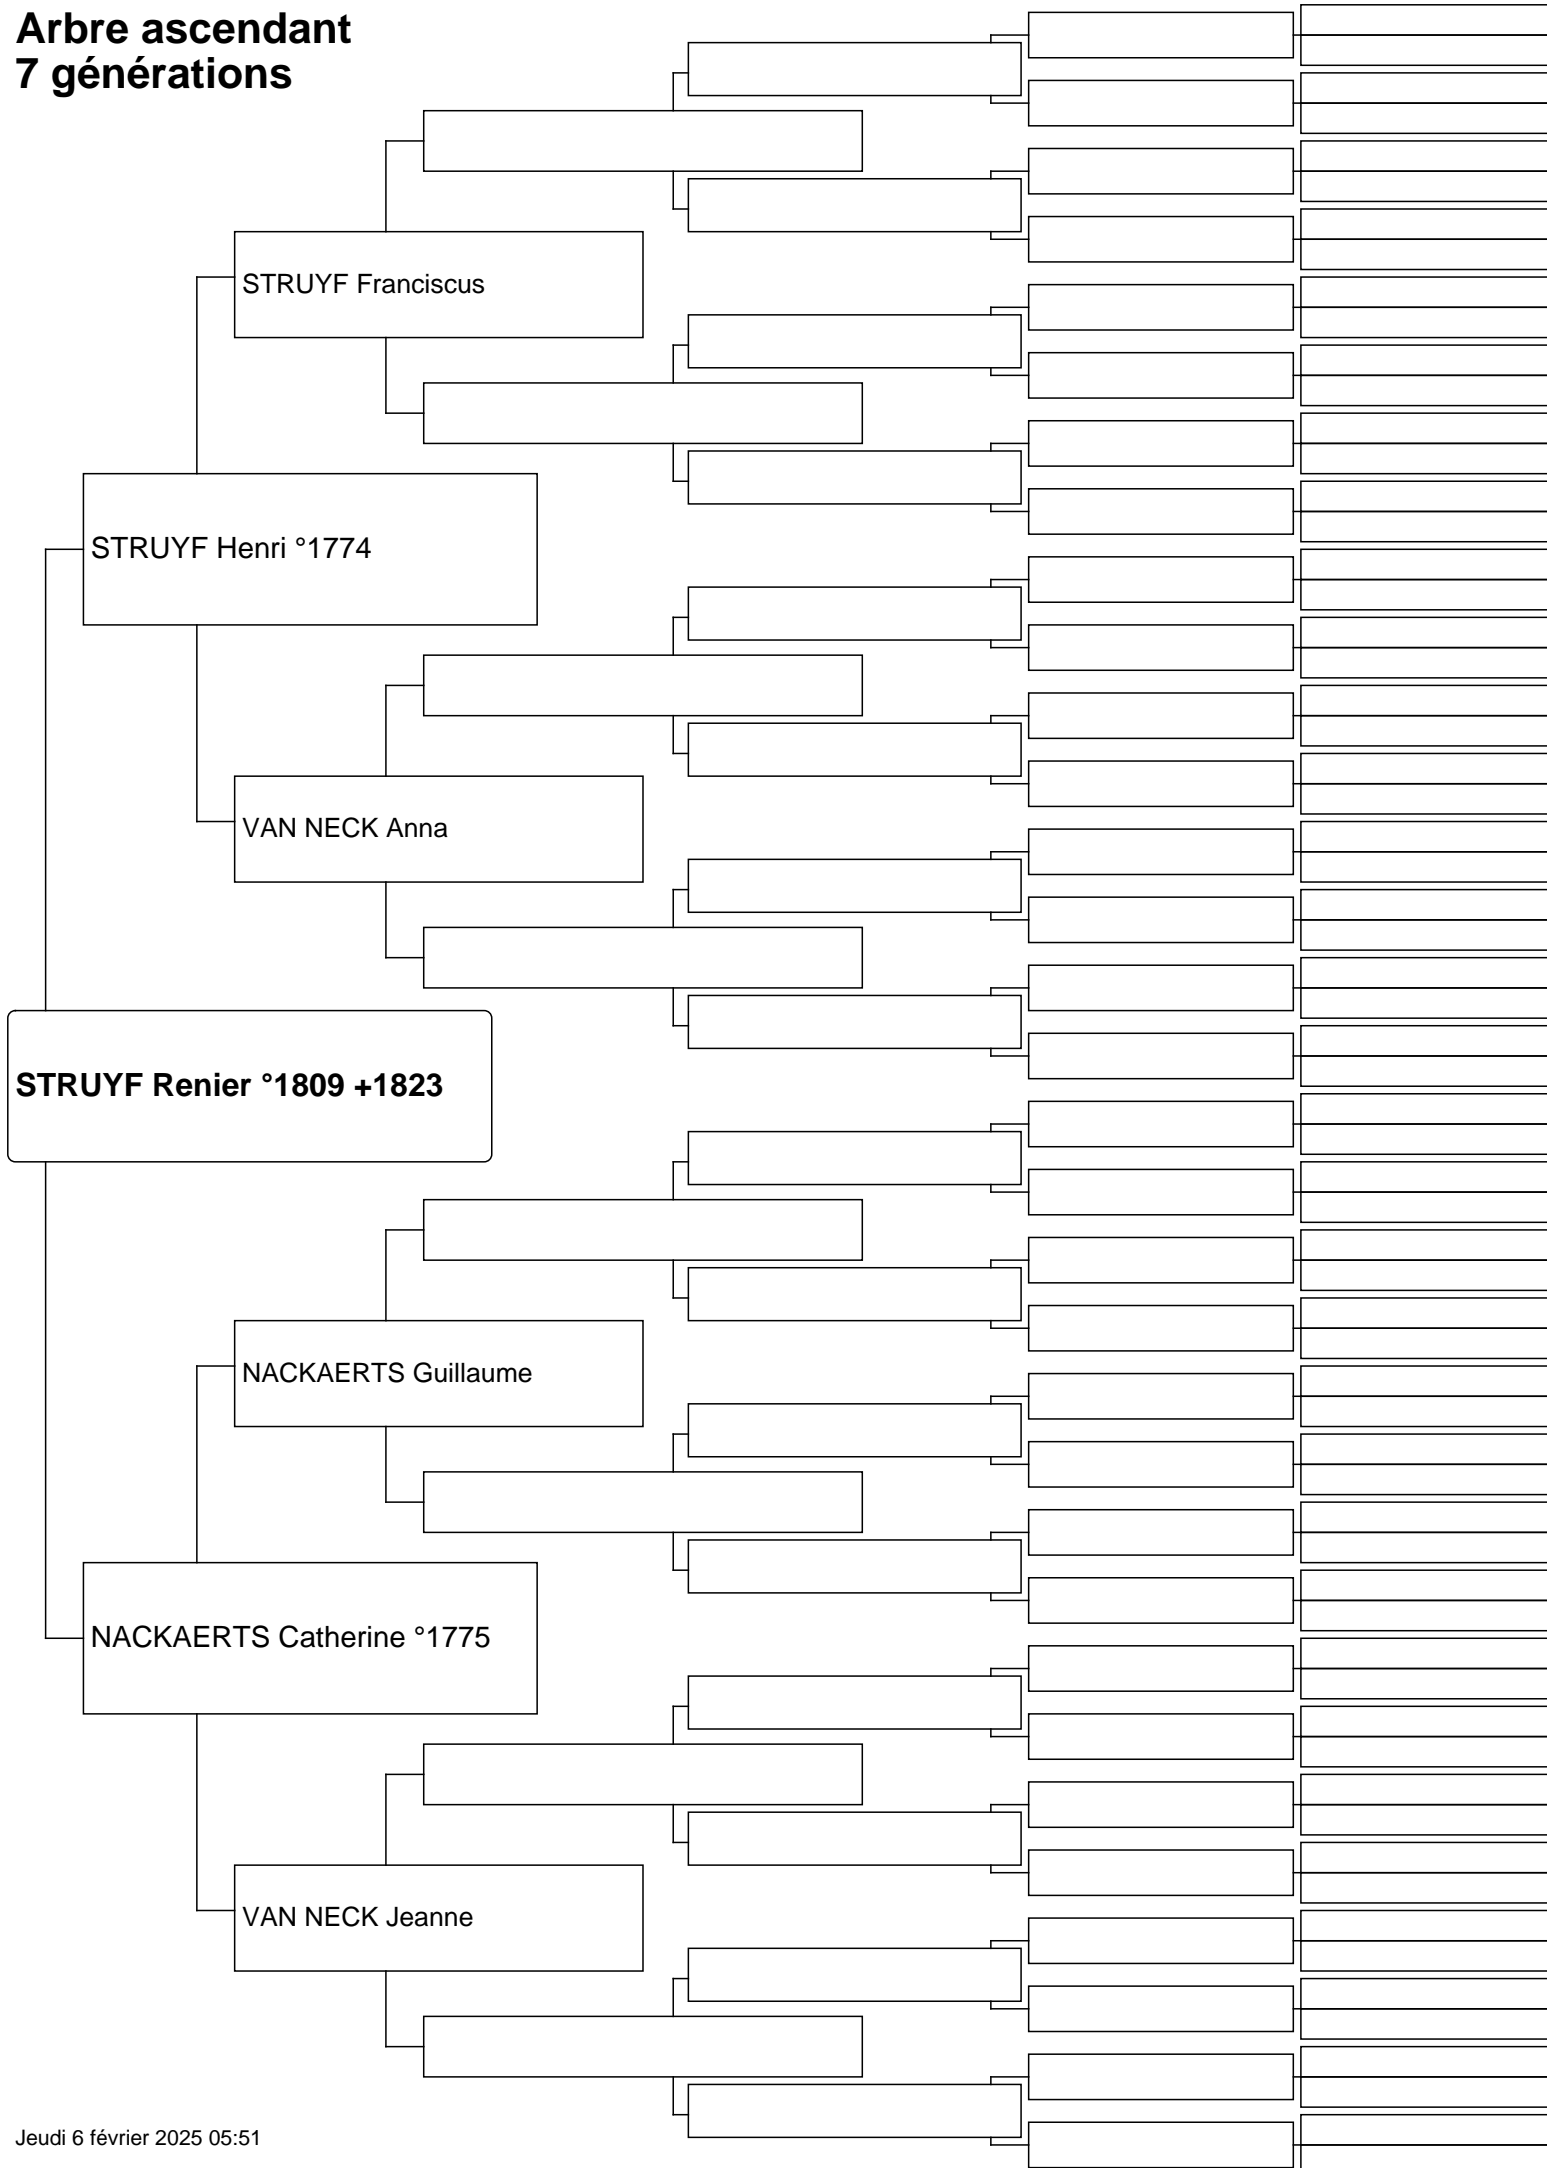 Arbre ascendant
7 générations
STRUYF Franciscus
STRUYF Henri °1774
VAN NECK Anna
STRUYF Renier °1809 +1823
NACKAERTS Guillaume
NACKAERTS Catherine °1775
VAN NECK Jeanne
Jeudi 6 février 2025 05:51